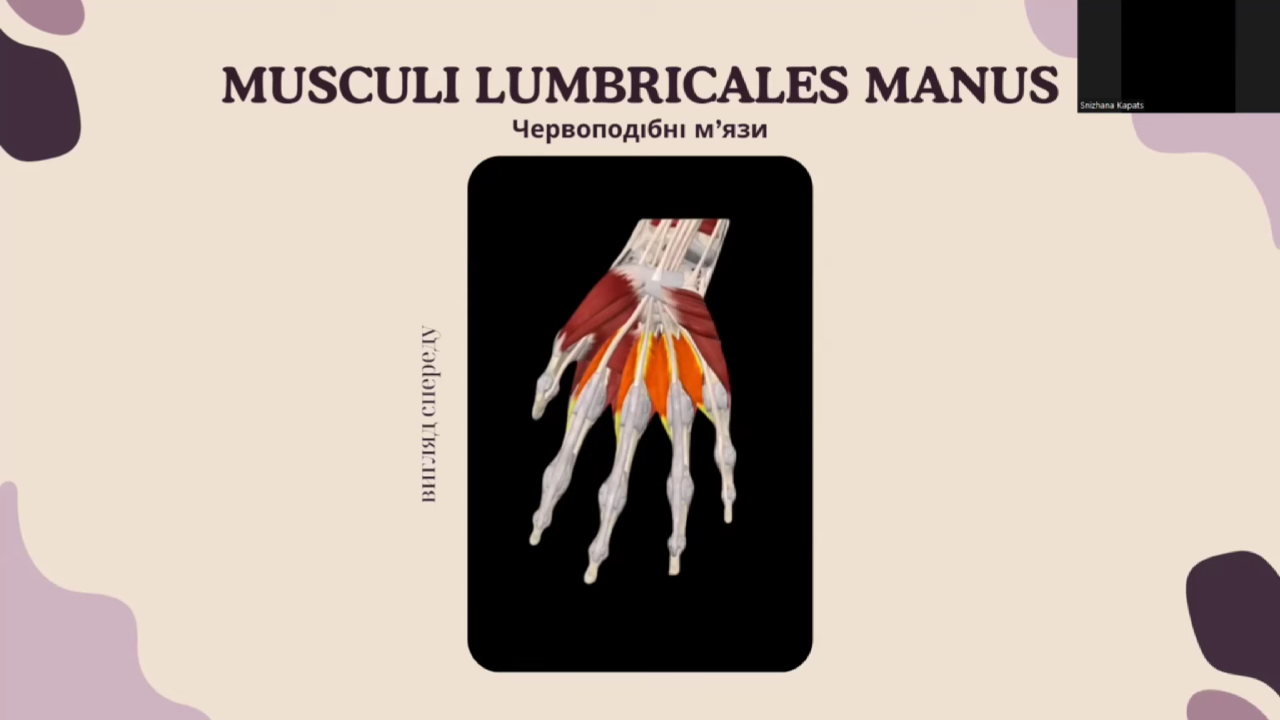 MUSCULI LUMBRICALES MANUS
Червоподібні м’язи
вигляд спереду
Snizhana Kapats